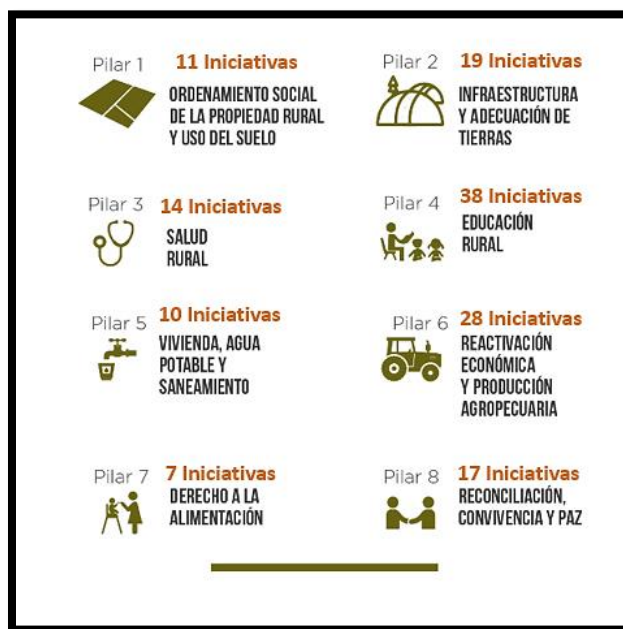 Pilar 1 11 Iniciativas
ORDENAMIENTO SOCIAL
DE LA PROPIEDAD RURAL
Y USO DEL SUELO
Pilar 2 19 Iniciativas
INFRAESTRUCTURA
Y ADECUACIÓN DE
TIERRAS
Pilar 3 14 Iniciativas
SALUD
RURAL
Pilar 4 38 Iniciativas
EDUCACIÓN
RURAL
Pilar 5 10 Iniciativas
VIVIENDA, AGUA
POTABLE Y
SANEAMIENTO
Pilar 6 28 Iniciativas
REACTIVACIÓN
ECONÓMICA
Y PRODUCCIÓN
AGROPECUARIA
Pilar 7 7 Iniciativas
DERECHO A LA
ALIMENTACIÓN
Pilar 8 17 Iniciativas
RECONCILIACIÓN,
CONVIVENCIA Y PAZ